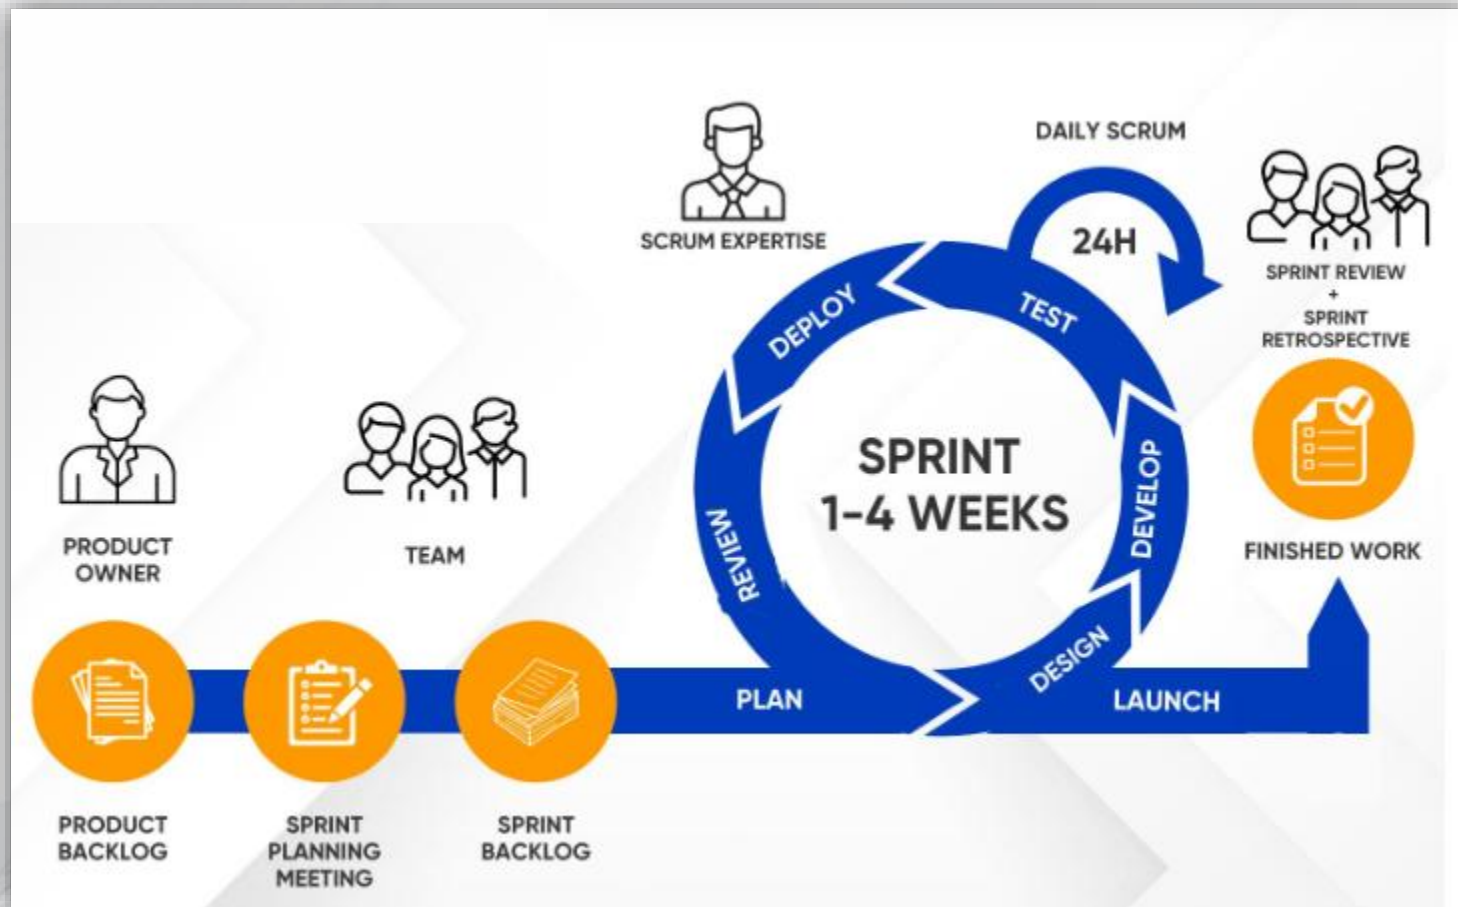 DAILY SCRUM
24H
SCRUM EXPERTISE
SPRINT REVIEW
+
SPRINT
RETROSPECTIVE
DEPLOY
TEST
SPRINT
1-4 WEEKS
DEVELOP
REVIEW
DESIGN
PRODUCT
OWNER
TEAM
FINISHED WORK
PLAN
LAUNCH
PRODUCT
BACKLOG
SPRINT
PLANNING
MEETING
SPRINT
BACKLOG